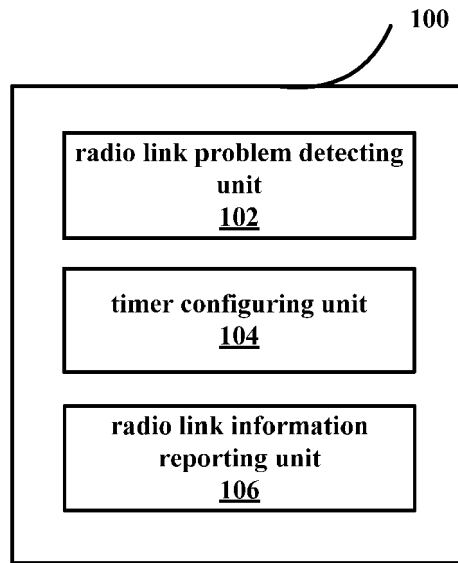 100
radio link problem detecting
unit
102
timer configuring unit
104
radio link information
reporting unit
106